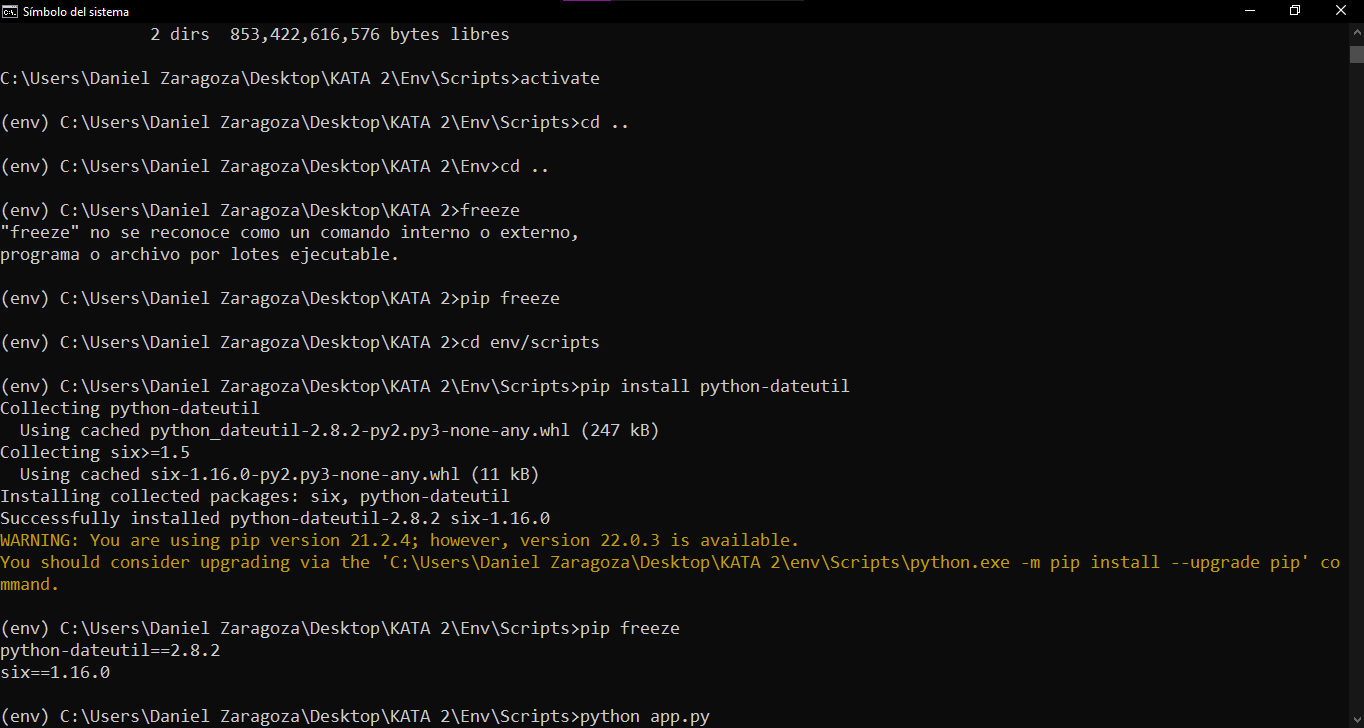 Símbolo del sistema
2 dirs  853,422,616,576 bytes libres
C:\Users\Daniel Zaragoza\Desktop\KATA 2\Env\Scripts>activate
(env) C:\Users\Daniel Zaragoza\Desktop\KATA 2\Env\Scripts>cd ..
(env) C:\Users\Daniel Zaragoza\Desktop\KATA 2\Env>cd ..
(env) C:\Users\Daniel Zaragoza\Desktop\KATA 2>freeze
"freeze" no se reconoce como un comando interno o externo,
programa o archivo por lotes ejecutable.
(env) C:\Users\Daniel Zaragoza\Desktop\KATA 2>pip freeze
(env) C:\Users\Daniel Zaragoza\Desktop\KATA 2>cd env/scripts
(env) C:\Users\Daniel Zaragoza\Desktop\KATA 2\Env\Scripts>pip install python-dateutil
Collecting python-dateutil
  Using cached python_dateutil-2.8.2-py2.py3-none-any.whl (247 kB)
Collecting six>=1.5
  Using cached six-1.16.0-py2.py3-none-any.whl (11 kB)
Installing collected packages: six, python-dateutil
Successfully installed python-dateutil-2.8.2 six-1.16.0
WARNING: You are using pip version 21.2.4; however, version 22.0.3 is available.
You should consider upgrading via the 'C:\Users\Daniel Zaragoza\Desktop\KATA 2\env\Scripts\python.exe -m pip install --upgrade pip' co
mmand.
(env) C:\Users\Daniel Zaragoza\Desktop\KATA 2\Env\Scripts>pip freeze
python-dateutil==2.8.2
six==1.16.0
(env) C:\Users\Daniel Zaragoza\Desktop\KATA 2\Env\Scripts>python app.py